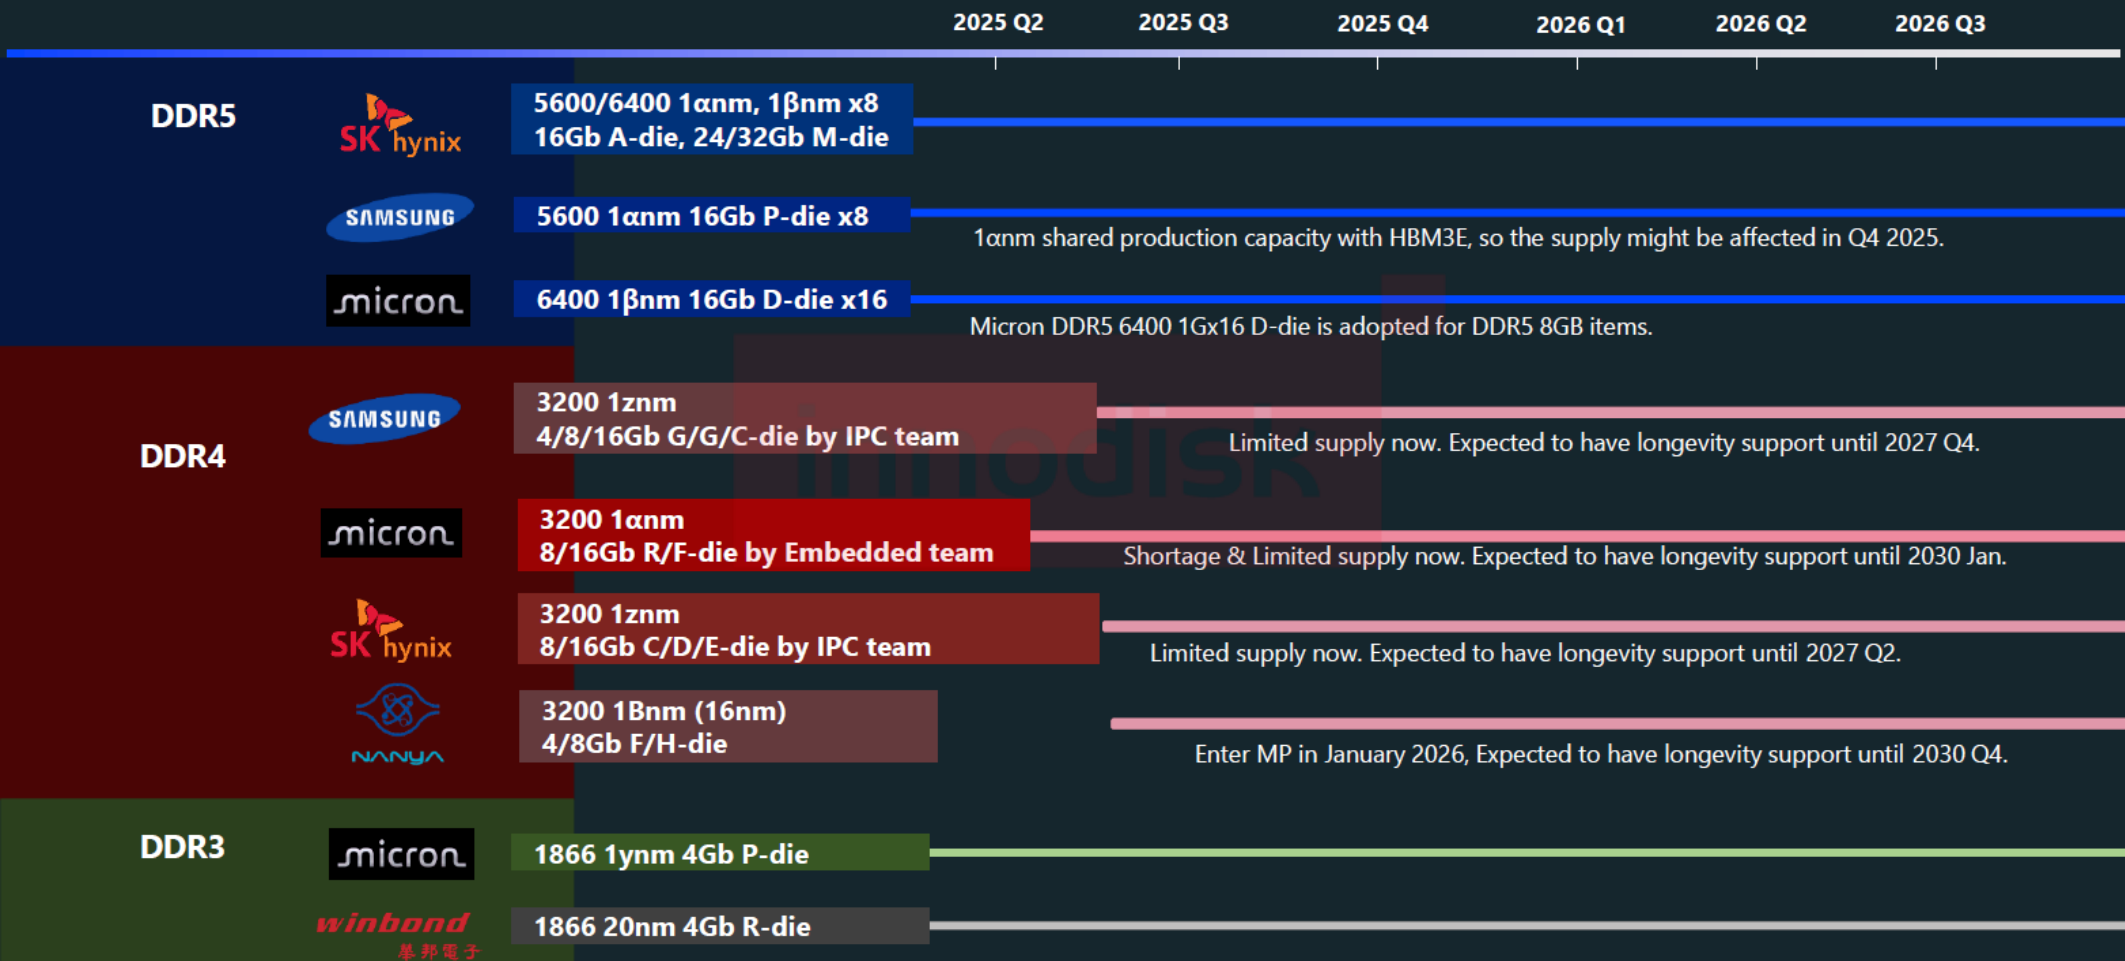 2025 Q2
2025 Q3
2025 Q4
2026 Q1
2026 Q2
2026 Q3
DDR5
SK hynix
5600/6400 1αnm, 1βnm x8
16Gb A-die, 24/32Gb M-die
SAMSUNG
5600 1αnm 16Gb P-die x8
1αnm shared production capacity with HBM3E, so the supply might be affected in Q4 2025.
micron
6400 1βnm 16Gb D-die x16
Micron DDR5 6400 1Gx16 D-die is adopted for DDR5 8GB items.
DDR4
SAMSUNG
3200 1znm
4/8/16Gb G/G/C-die by IPC team
Limited supply now. Expected to have longevity support until 2027 Q4.
innodisk
micron
3200 1αnm
8/16Gb R/F-die by Embedded team
Shortage & Limited supply now. Expected to have longevity support until 2030 Jan.
SK hynix
3200 1znm
8/16Gb C/D/E-die by IPC team
Limited supply now. Expected to have longevity support until 2027 Q2.
NANYA
3200 1Bnm (16nm)
4/8Gb F/H-die
Enter MP in January 2026, Expected to have longevity support until 2030 Q4.
DDR3
micron
1866 1ynm 4Gb P-die
winbond
華邦電子
1866 20nm 4Gb R-die